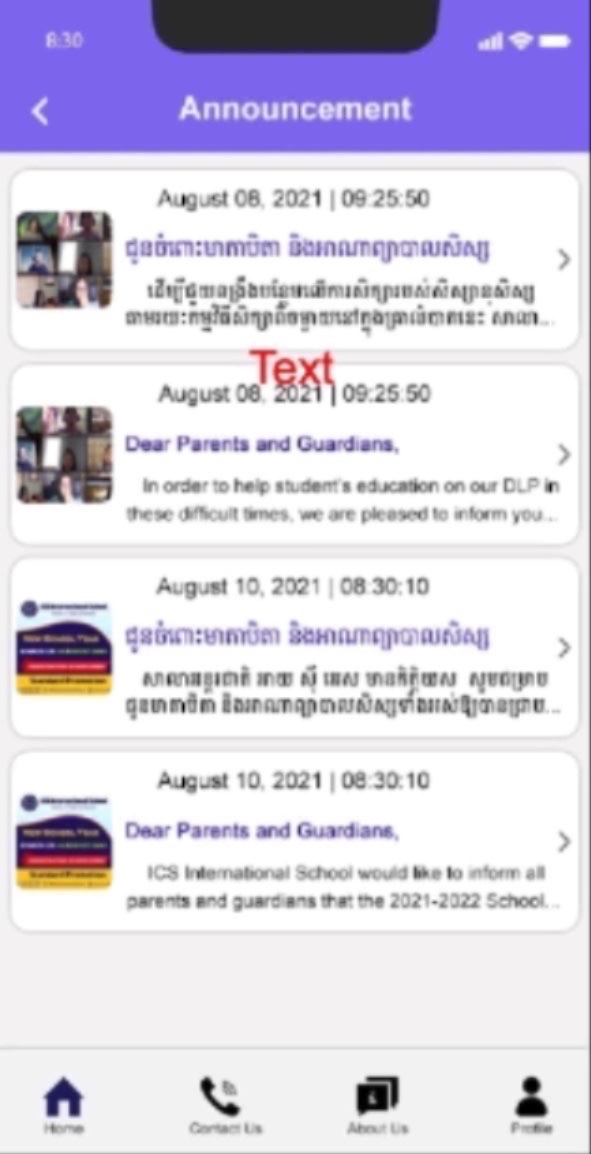 8:30
Announcement
August 08, 2021 | 09:25:50
ជូនចំពោះមាតាបិតា និងអាណាព្យាបាលសិស្ស
ដើម្បីជួយពង្រឹងបន្ថែមលើការសិក្សារបស់សិស្សានុសិស្ស
តាមរយៈកម្មវិធីសិក្សាពីចម្ងាយនៅក្នុងគ្រាលំបាតនេះ សាលា...
Text
August 08, 2021 | 09:25:50
Dear Parents and Guardians,
In order to help student's education on our DLP in
these difficult times, we are pleased to inform you...
August 10, 2021 | 08:30:10
ជូនចំពោះមាតាបិតា និងអាណាព្យាបាលសិស្ស
សាលាអន្តរជាតិ អាយ ស៊ី អេស មានកិត្តិយស សូមជម្រាប
ជូនមាតាបិតា និងអាណាព្យាបាលសិស្សទាំងអស់ឱ្យបានជ្រាប...
August 10, 2021 | 08:30:10
Dear Parents and Guardians,
ICS International School would like to inform all
parents and guardians that the 2021-2022 School...
Home
Contact Us
About Us
Profile